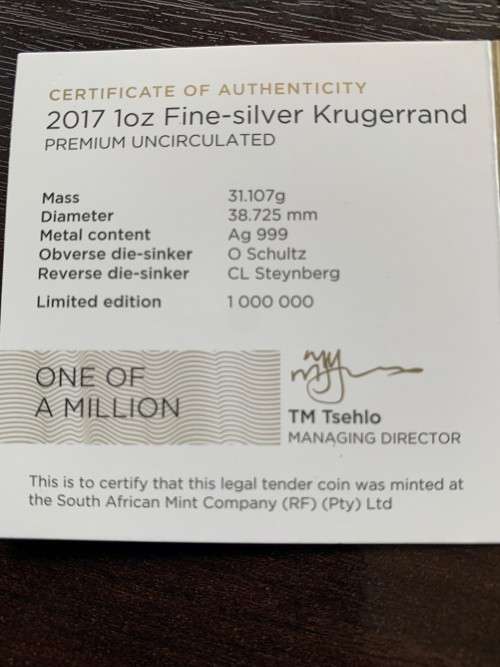 CERTIFICATE OF AUTHENTICITY
2017 1oz Fine-silver Krugerrand
PREMIUM UNCIRCULATED
Mass 31.107g
Diameter 38.725 mm
Metal content Ag 999
Obverse die-sinker O Schultz
Reverse die-sinker CL Steynberg
Limited edition 1 000 000
ONE OF
A MILLION
TM Tsehlo
MANAGING DIRECTOR
This is to certify that this legal tender coin was minted at
the South African Mint Company (RF) (Pty) Ltd